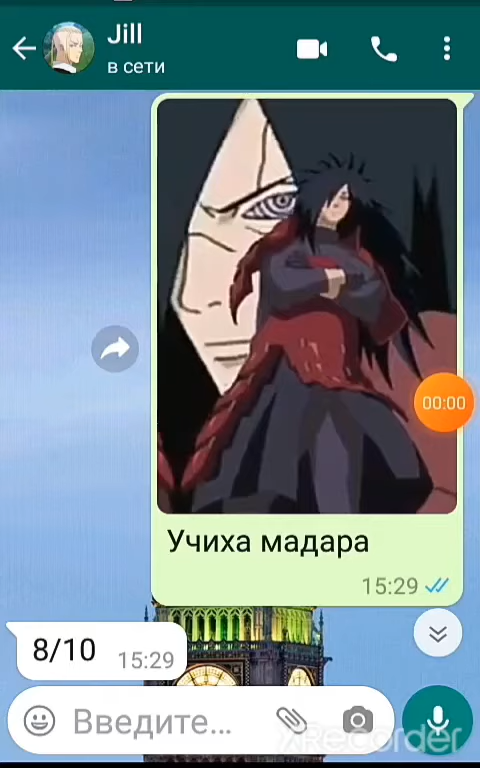 Jill
в сети
00:00
Учиха мадара
15:29
8/10
15:29
Введите...
XRecorder